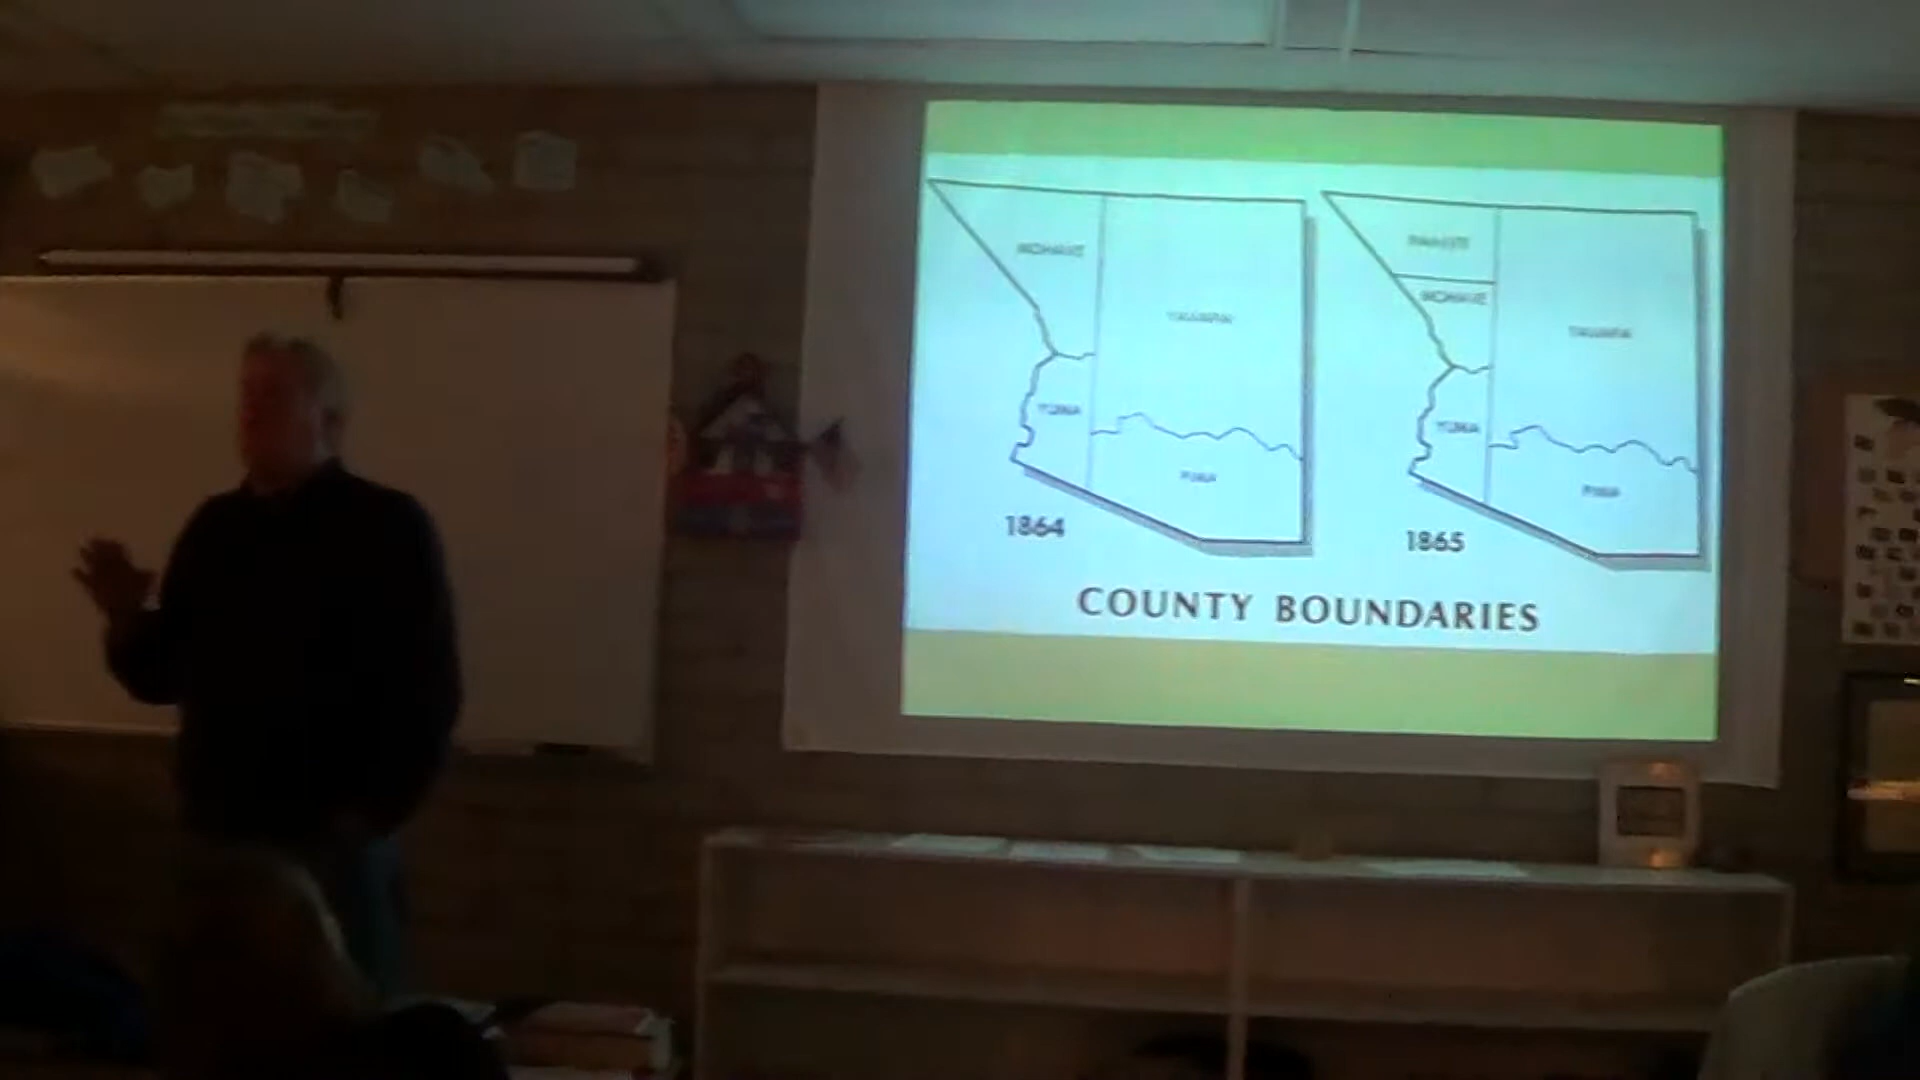 MOHAVE
YAVAPAI
YUMA
PIMA
1864
PAH-UTE
MOHAVE
YAVAPAI
YUMA
PIMA
1865
COUNTY BOUNDARIES